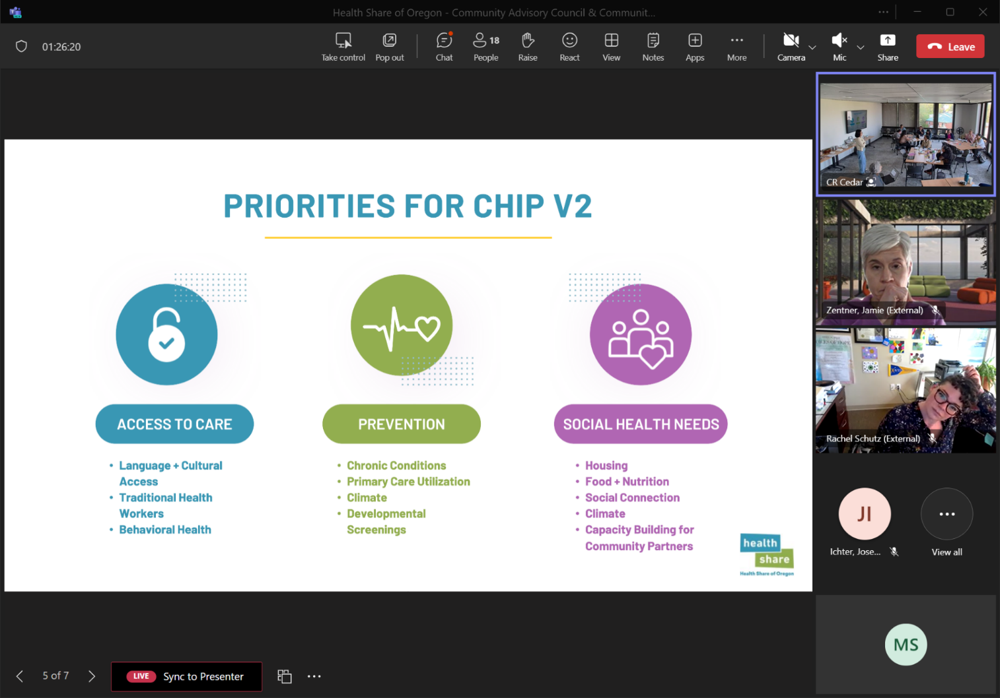 Health Share of Oregon - Community Advisory Council & Communit...
01:26:20
Take control
Pop out
Chat
18
People
Raise
React
View
Notes
Apps
More
Camera
Mic
Share
Leave
PRIORITIES FOR CHIP V2
ACCESS TO CARE
• Language + Cultural
Access
• Traditional Health
Workers
• Behavioral Health
PREVENTION
• Chronic Conditions
• Primary Care Utilization
• Climate
• Developmental
Screenings
SOCIAL HEALTH NEEDS
• Housing
• Food + Nutrition
• Social Connection
• Climate
• Capacity Building for
Community Partners
health
share
Health Share of Oregon
CR Cedar
Zentner, Jamie (External)
Rachel Schutz (External)
JI
Ichter, Jose...
View all
MS
5 of 7
LIVE
Sync to Presenter